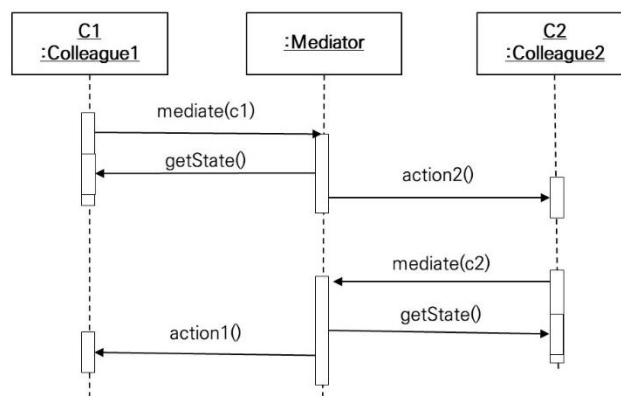 C1
:Colleague1
:Mediator
C2
:Colleague2
mediate(c1)
getState()
action2()
mediate(c2)
getState()
action1()